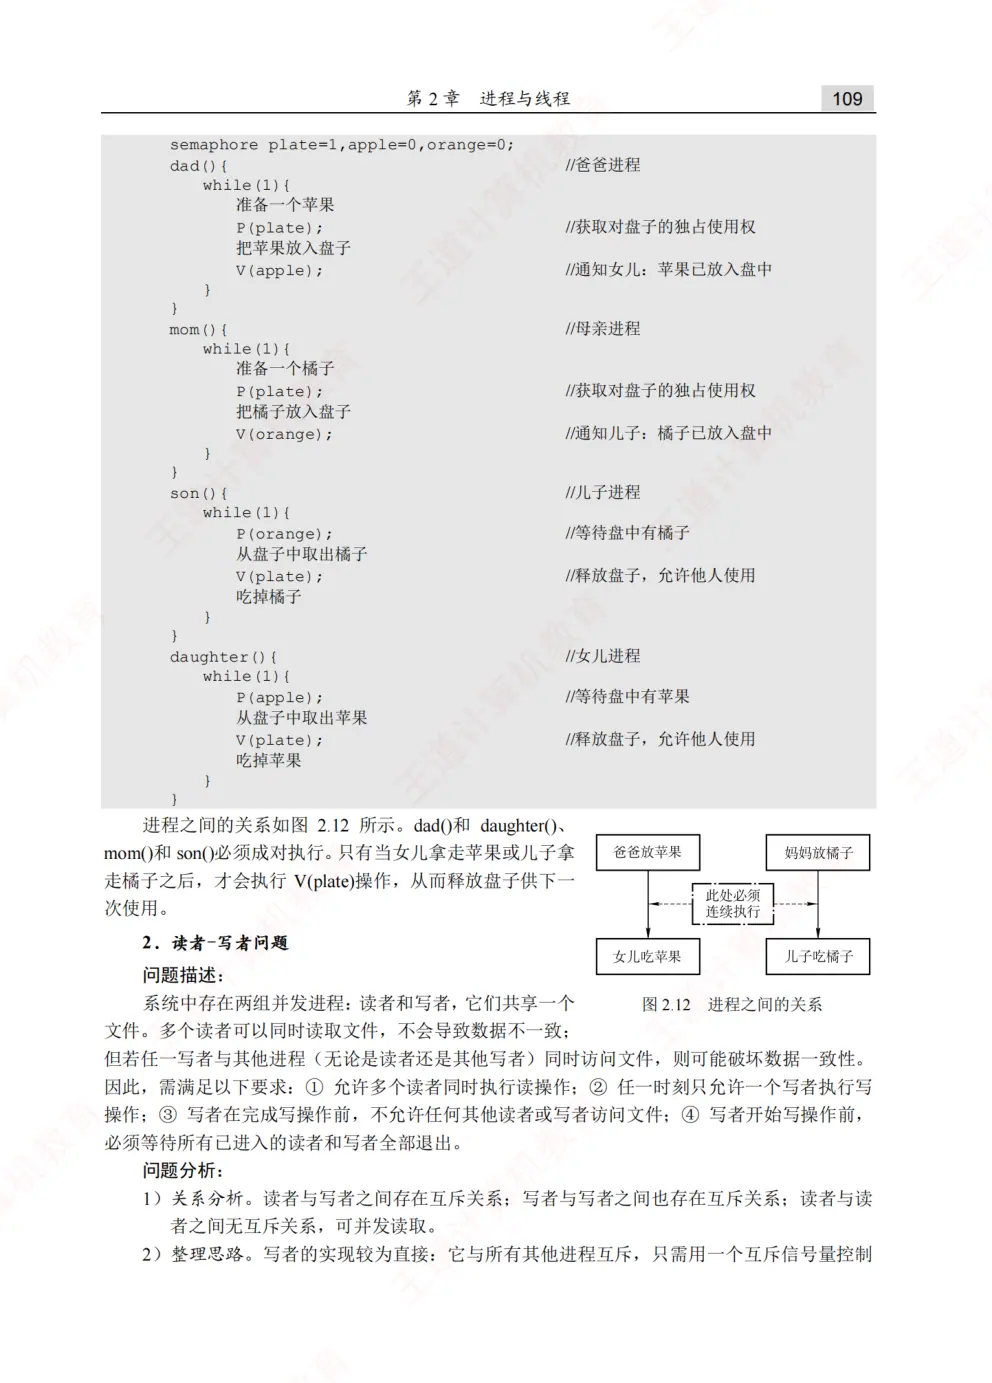 第 2 章　进程与线程
109
semaphore plate=1,apple=0,orange=0;
dad(){ //爸爸进程
while(1){
准备一个苹果
P(plate); //获取对盘子的独占使用权
把苹果放入盘子
V(apple); //通知女儿：苹果已放入盘中
}
}
mom(){ //母亲进程
while(1){
准备一个橘子
P(plate); //获取对盘子的独占使用权
把橘子放入盘子
V(orange); //通知儿子：橘子已放入盘中
}
}
son(){ //儿子进程
while(1){
P(orange); //等待盘中有橘子
从盘子中取出橘子
V(plate); //释放盘子，允许他人使用
吃掉橘子
}
}
daughter(){ //女儿进程
while(1){
P(apple); //等待盘中有苹果
从盘子中取出苹果
V(plate); //释放盘子，允许他人使用
吃掉苹果
}
}
进程之间的关系如图 2.12 所示。dad()和 daughter()、
mom()和 son()必须成对执行。只有当女儿拿走苹果或儿子拿
走橘子之后，才会执行 V(plate)操作，从而释放盘子供下一
次使用。
爸爸放苹果
妈妈放橘子
此处必须
连续执行
女儿吃苹果
儿子吃橘子
图 2.12　进程之间的关系
2．读者-写者问题
问题描述：
系统中存在两组并发进程：读者和写者，它们共享一个
文件。多个读者可以同时读取文件，不会导致数据不一致；
但若任一写者与其他进程（无论是读者还是其他写者）同时访问文件，则可能破坏数据一致性。
因此，需满足以下要求：① 允许多个读者同时执行读操作；② 任一时刻只允许一个写者执行写
操作；③ 写者在完成写操作前，不允许任何其他读者或写者访问文件；④ 写者开始写操作前，
必须等待所有已进入的读者和写者全部退出。
问题分析：
1）关系分析。读者与写者之间存在互斥关系；写者与写者之间也存在互斥关系；读者与读
者之间无互斥关系，可并发读取。
2）整理思路。写者的实现较为直接：它与所有其他进程互斥，只需用一个互斥信号量控制
王道计算机教育